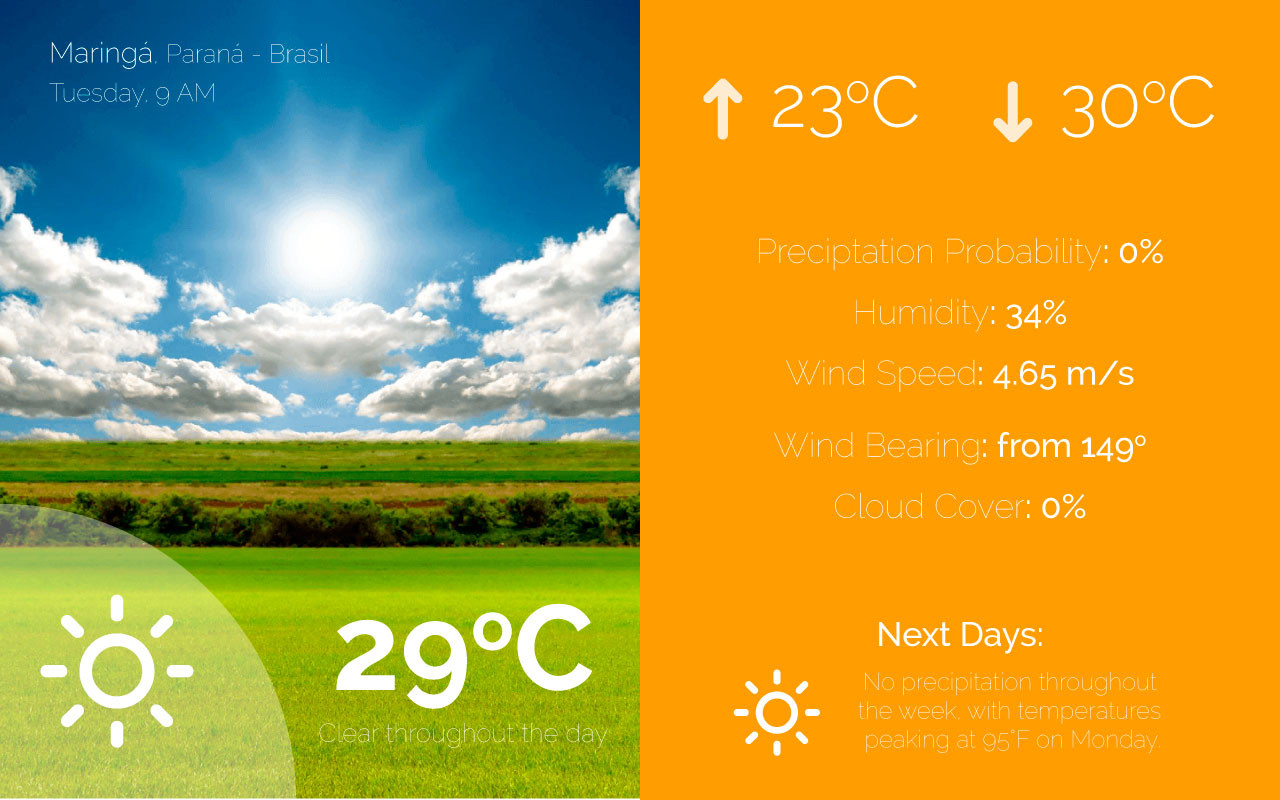 Maringá, Paraná - Brasil
Tuesday, 9 AM
29ºC
Clear throughout the day
23ºC
30ºC
Preciptation Probability: 0%
Humidity: 34%
Wind Speed: 4.65 m/s
Wind Bearing: from 149º
Cloud Cover: 0%
Next Days:
No precipitation throughout
the week, with temperatures
peaking at 95°F on Monday.